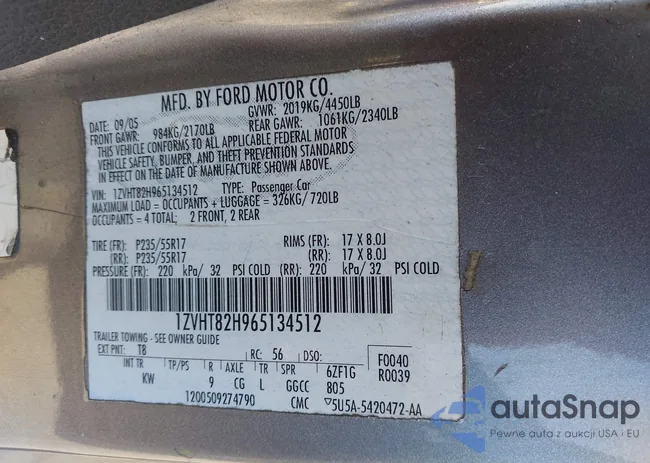 MFD. BY FORD MOTOR CO.
DATE: 09/05 GVWR: 2019KG/4450LB
FRONT GAWR: 984KG/2170LB REAR GAWR: 1061KG/2340LB
THIS VEHICLE CONFORMS TO ALL APPLICABLE FEDERAL MOTOR
VEHICLE SAFETY, BUMPER, AND THEFT PREVENTION STANDARDS
IN EFFECT ON THE DATE OF MANUFACTURE SHOWN ABOVE.
VIN: 1ZVHT82H965134512 TYPE: Passenger Car
MAXIMUM LOAD = OCCUPANTS + LUGGAGE = 326KG/720LB
OCCUPANTS = 4 TOTAL; 2 FRONT, 2 REAR
TIRE (FR): P235/55R17 RIMS (FR): 17 X 8.0J
(RR): P235/55R17 (RR): 17 X 8.0J
PRESSURE (FR): 220 kPa/ 32 PSI COLD (RR): 220 kPa/ 32 PSI COLD
1ZVHT82H965134512
TRAILER TOWING - SEE OWNER GUIDE
EXT PNT: T8 RC: 56 DSO: F0040
INT TR TP/PS R AXLE TR SPR 6ZF1G R0039
KW 9 CG L GGCC 805
1200509274790 CMC ▽5U5A-5420472-AA
autoSnap
Pewne auta z aukcji USA i EU